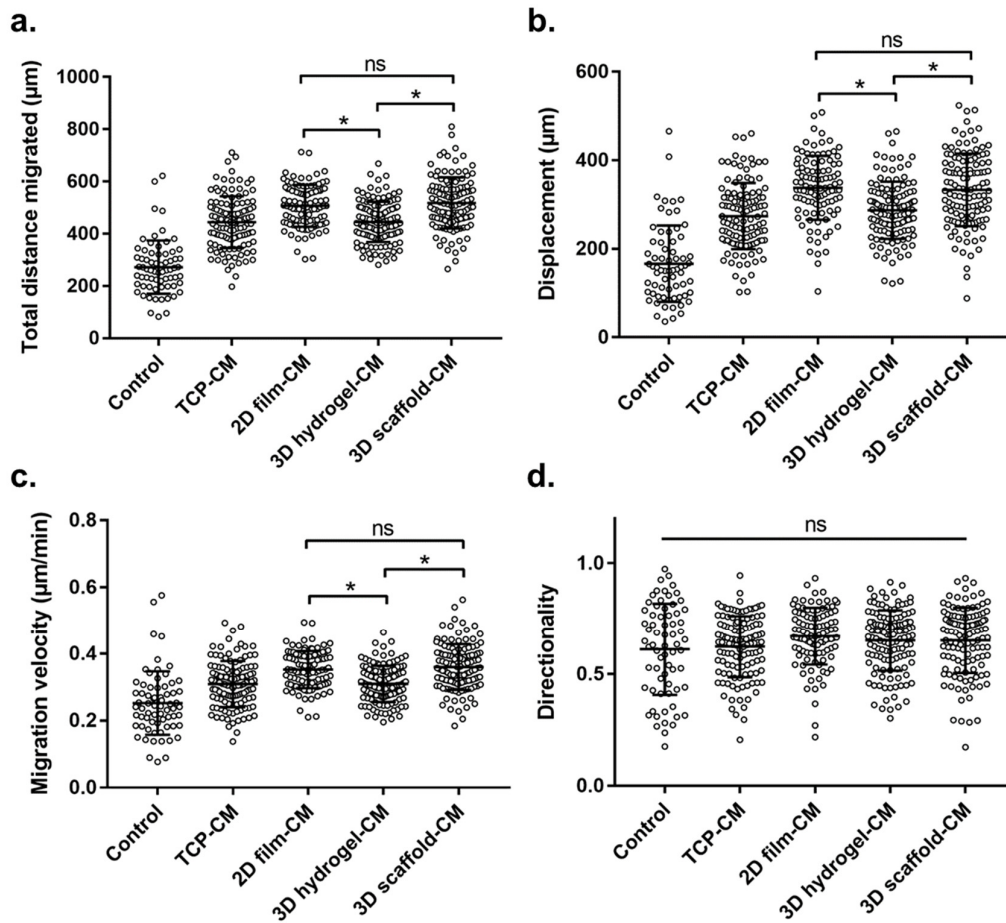 a.
Total distance migrated (µm)
1000
800
600
400
200
0
ns
*
*
Control
TCP-CM
2D film-CM
3D hydrogel-CM
3D scaffold-CM
b.
Displacement (µm)
600
400
200
0
ns
*
*
Control
TCP-CM
2D film-CM
3D hydrogel-CM
3D scaffold-CM
c.
Migration velocity (µm/min)
0.8
0.6
0.4
0.2
0.0
ns
*
*
Control
TCP-CM
2D film-CM
3D hydrogel-CM
3D scaffold-CM
d.
Directionality
1.0
0.5
0.0
ns
Control
TCP-CM
2D film-CM
3D hydrogel-CM
3D scaffold-CM